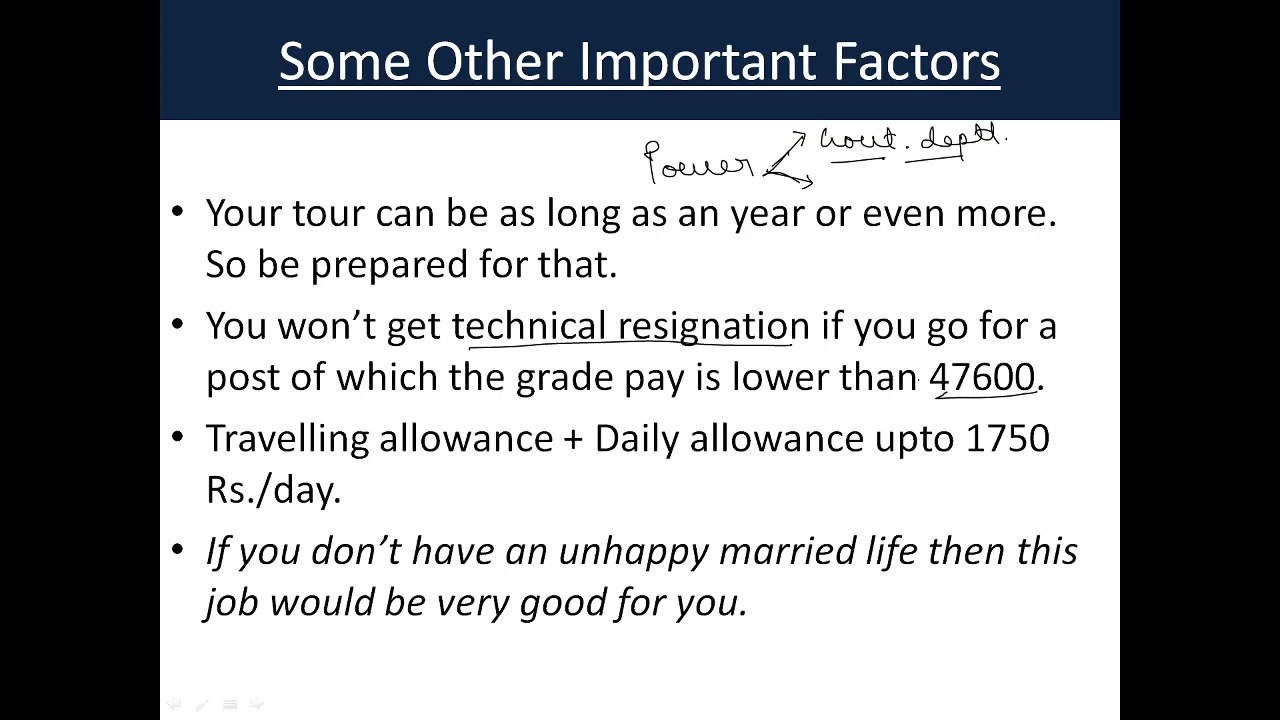 Some Other Important Factors
Power Govt. deptt.
• Your tour can be as long as an year or even more.
So be prepared for that.
• You won’t get technical resignation if you go for a
post of which the grade pay is lower than 47600.
• Travelling allowance + Daily allowance upto 1750
Rs./day.
• If you don’t have an unhappy married life then this
job would be very good for you.